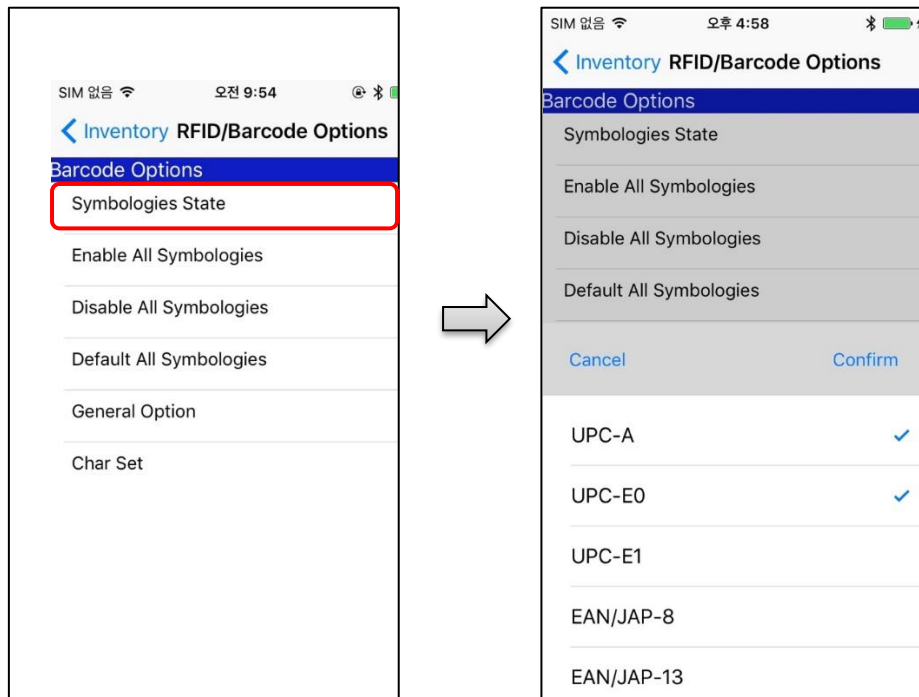 SIM 없음 오전 9:54
Inventory RFID/Barcode Options
Barcode Options
Symbologies State
Enable All Symbologies
Disable All Symbologies
Default All Symbologies
General Option
Char Set
SIM 없음 오후 4:58
Inventory RFID/Barcode Options
Barcode Options
Symbologies State
Enable All Symbologies
Disable All Symbologies
Default All Symbologies
Cancel Confirm
UPC-A
UPC-E0
UPC-E1
EAN/JAP-8
EAN/JAP-13